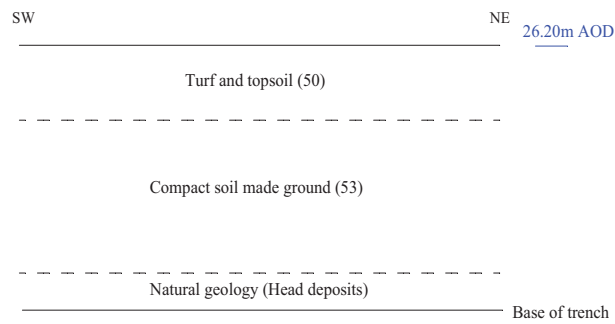 SW
NE
26.20m AOD
Turf and topsoil (50)
Compact soil made ground (53)
Natural geology (Head deposits)
Base of trench